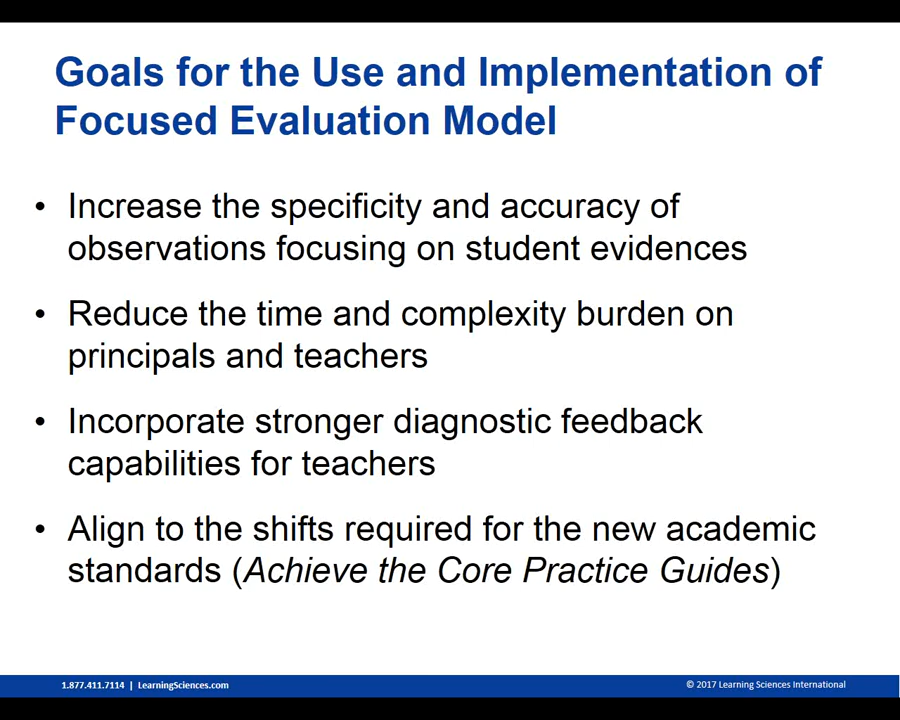 Goals for the Use and Implementation of
Focused Evaluation Model
• Increase the specificity and accuracy of
observations focusing on student evidences
• Reduce the time and complexity burden on
principals and teachers
• Incorporate stronger diagnostic feedback
capabilities for teachers
• Align to the shifts required for the new academic
standards (Achieve the Core Practice Guides)
1.877.411.7114 | LearningSciences.com
© 2017 Learning Sciences International